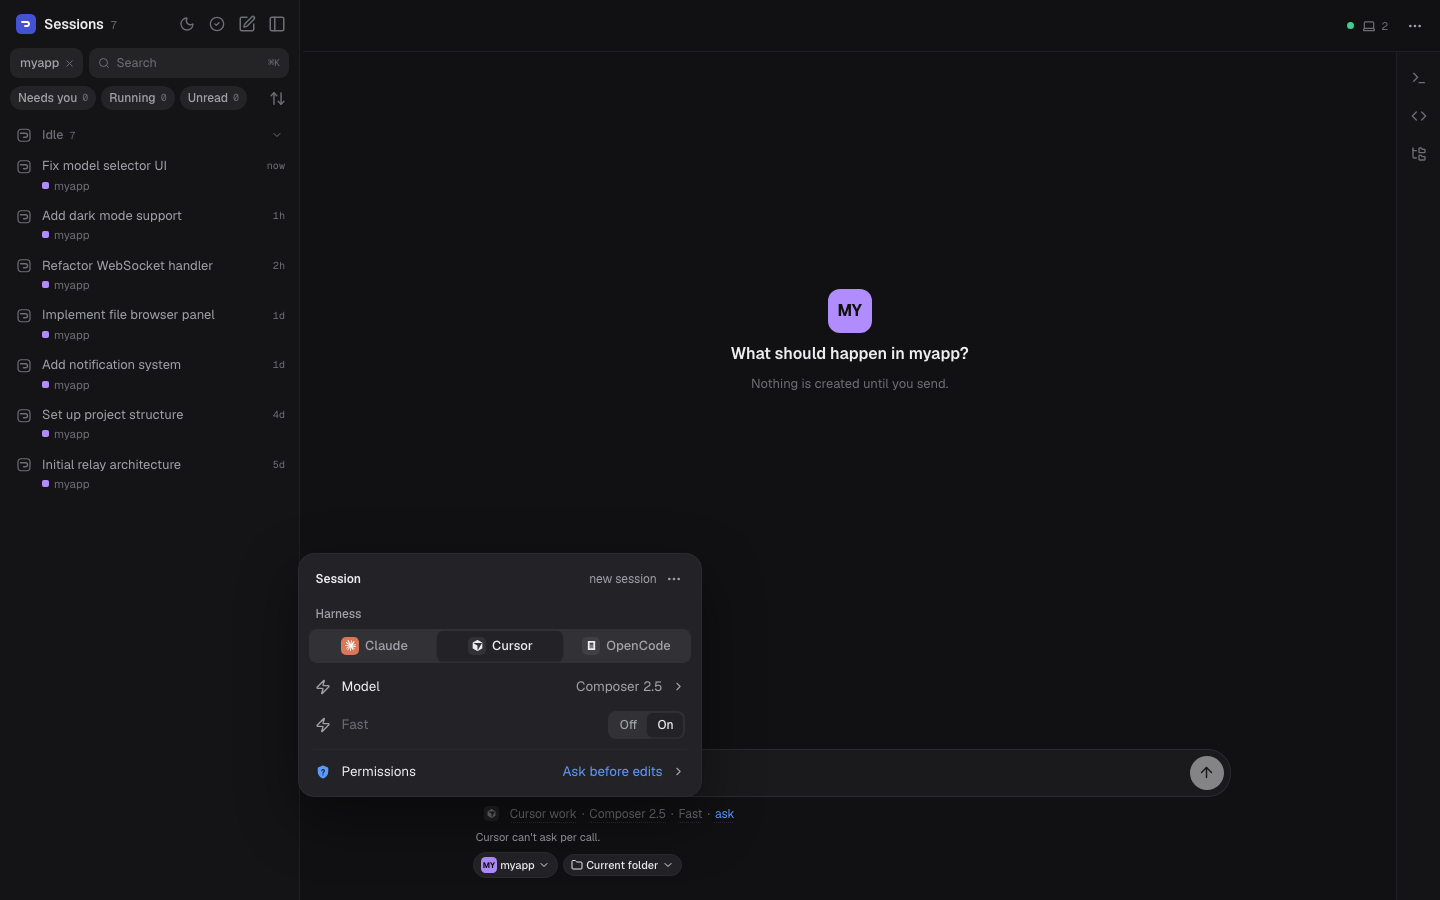 Sessions 7
2
myapp
Search ⌘K
Needs you 0 Running 0 Unread 0
Idle 7
Fix model selector UI now
myapp
Add dark mode support 1h
myapp
Refactor WebSocket handler 2h
myapp
Implement file browser panel 1d
myapp
Add notification system 1d
myapp
Set up project structure 4d
myapp
Initial relay architecture 5d
myapp
MY
What should happen in myapp?
Nothing is created until you send.
Session new session
Harness
Claude Cursor OpenCode
Model Composer 2.5
Fast Off On
Permissions Ask before edits
Cursor work · Composer 2.5 · Fast · ask
Cursor can't ask per call.
MY myapp Current folder